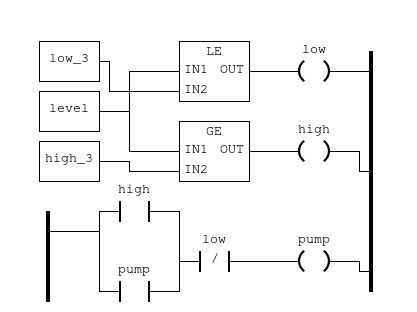 LE
low
low_3
IN1 OUT
( )
IN2
level
GE
high
IN1 OUT
( )
high_3
IN2
high
low
pump
/
( )
pump